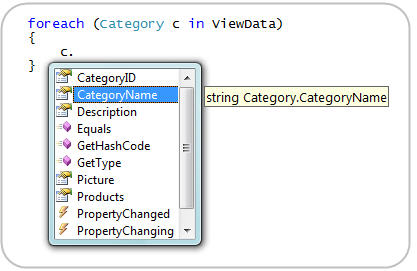 foreach (Category c in ViewData)
{
c.
}
CategoryID
CategoryName
string Category.CategoryName
Description
Equals
GetHashCode
GetType
Picture
Products
PropertyChanged
PropertyChanging